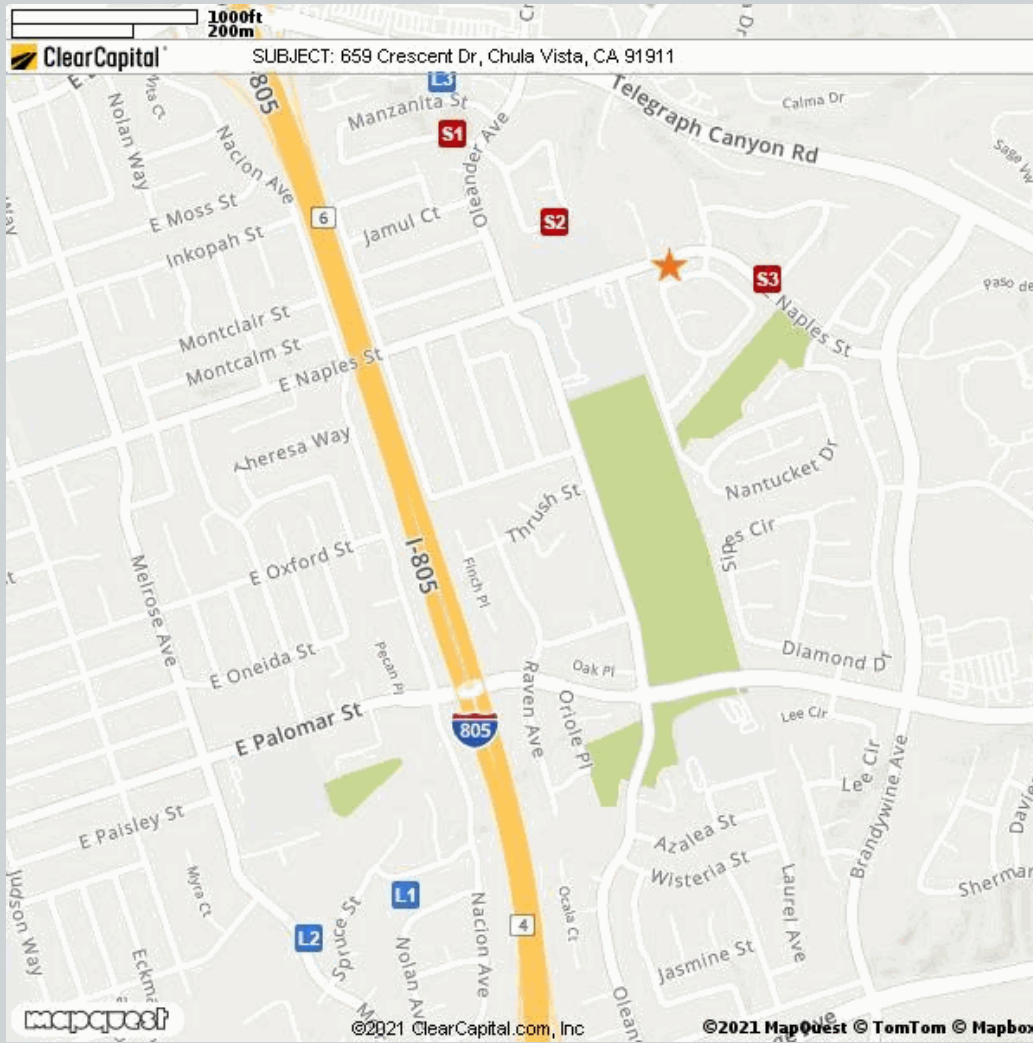 1000ft
200m
ClearCapital
SUBJECT: 659 Crescent Dr, Chula Vista, CA 91911
805
L3
Telegraph Canyon Rd
Calma Dr
Nolan Way
Vita Ct
Nacion Ave
Manzanita St
S1
Oleander Ave
E Moss St
6
Jamul Ct
S2
Inkopah St
S3
Montclair St
E Naples St
Montcalm St
E Naples St
Theresa Way
Nantucket Dr
Thrush St
E Oxford St
I-805
Finch Pl
Melrose Ave
Diamond Dr
E Oneida St
Pecan Pl
Oak Pl
Raven Ave
Oriole Pl
Lee Cir
805
E Palomar St
Lee Cir
Brandywine Ave
E Paisley St
Azalea St
Wisteria St
Judson Way
Myra Ct
L1
Spruce St
Nacion Ave
Ocala Ct
Laurel Ave
L2
Nolan Av
4
Jasmine St
mapquest
©2021 ClearCapital.com, Inc
©2021 MapQuest © TomTom © Mapbox